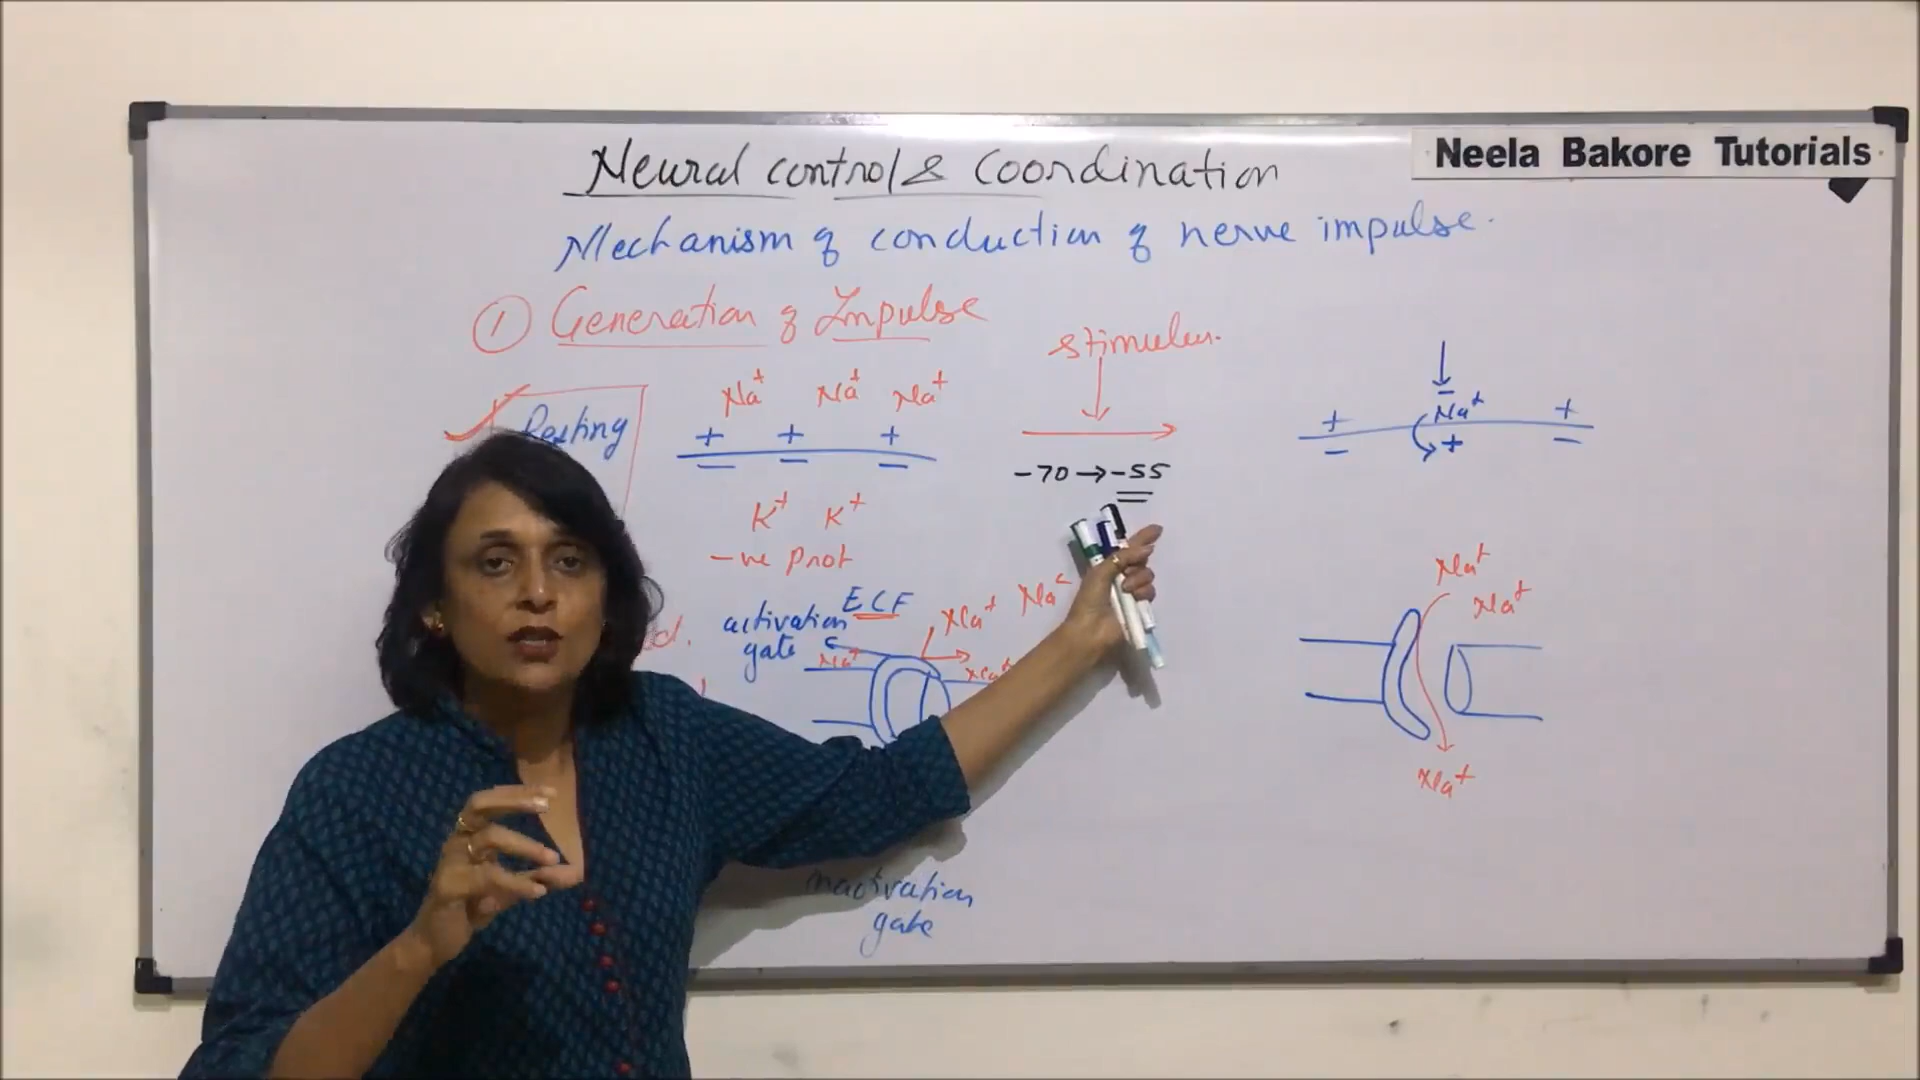 Neela Bakore Tutorials
Neural control & Coordination
Mechanism of conduction of nerve impulse.
① Generation of Impulse
stimulus.
Resting
Na+ Na+ Na+
+ + +
- - -
K+ K+
-ve prot
-70 → -55
-
+ Na+ +
- + -
activation
gate
ECF
Na+ Na+
Na+ Na+
inactivation
gate
Na+
Na+
Na+